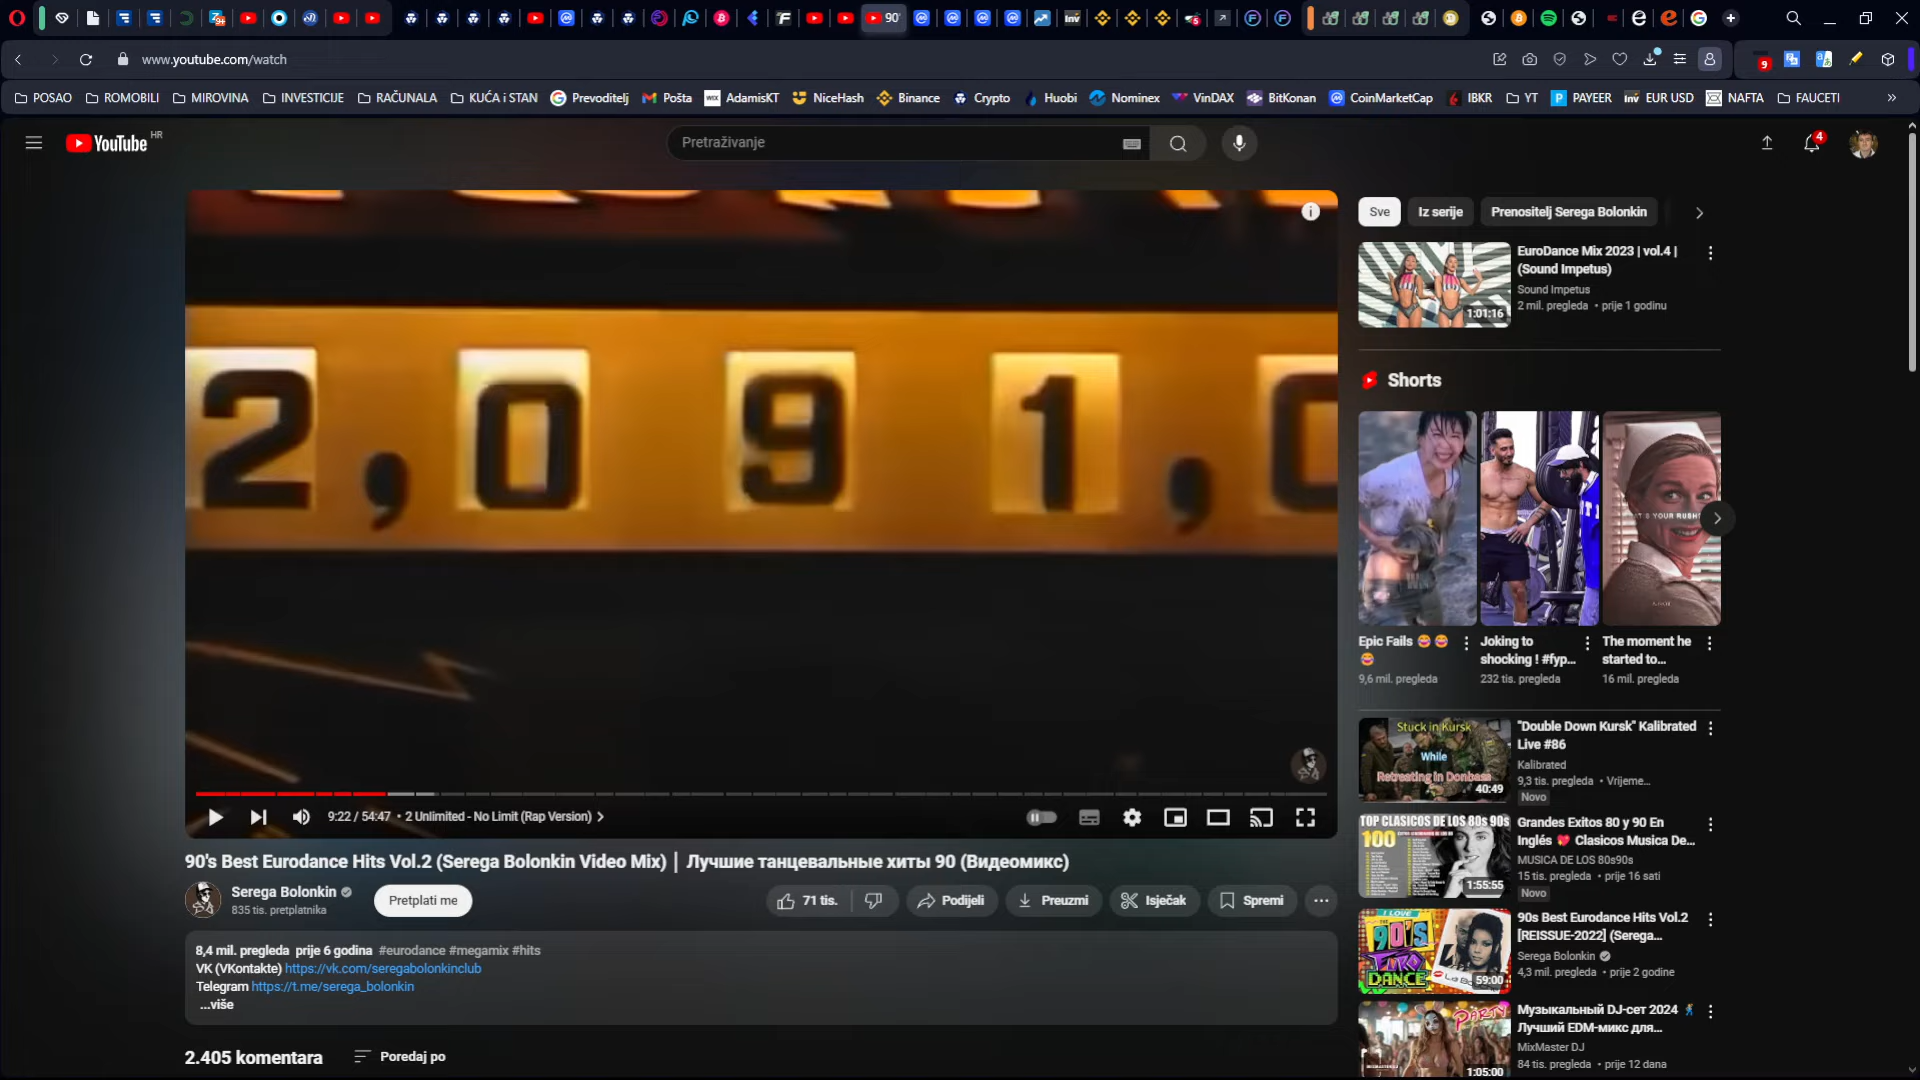 90'
www.youtube.com/watch
9
POSAO
ROMOBILI
MIROVINA
INVESTICIJE
RAČUNALA
KUĆA i STAN
Prevoditelj
Pošta
AdamisKT
NiceHash
Binance
Crypto
Huobi
Nominex
VinDAX
BitKonan
CoinMarketCap
IBKR
YT
PAYEER
EUR USD
NAFTA
FAUCETI
YouTube HR
Pretraživanje
4
2,091,0
Sve
Iz serije
Prenositelj Serega Bolonkin
EuroDance Mix 2023 | vol.4 |
(Sound Impetus)
Sound Impetus
2 mil. pregleda • prije 1 godinu
1:01:16
Shorts
Epic Fails 😄 😄
😄
9,6 mil. pregleda
Joking to
shocking ! #fyp...
232 tis. pregleda
The moment he
started to...
16 mil. pregleda
Stuck in Kursk
While
Retreating in Donbass
40:49
"Double Down Kursk" Kalibrated
Live #86
Kalibrated
9,3 tis. pregleda • Vrijeme...
Novo
TOP CLASICOS DE LOS 80s 90s
100
1:55:55
Grandes Exitos 80 y 90 En
Inglés 💖 Clasicos Musica De...
MUSICA DE LOS 80s90s
15 tis. pregleda • prije 16 sati
Novo
I LOVE
90'S
EURO
DANCE
59:00
90s Best Eurodance Hits Vol.2
[REISSUE-2022] (Serega...
Serega Bolonkin
4,3 mil. pregleda • prije 2 godine
PARTY
1:05:00
Музыкальный DJ-сет 2024 🕺
Лучший EDM-микс для...
MixMaster DJ
84 tis. pregleda • prije 12 dana
9:22 / 54:47 • 2 Unlimited - No Limit (Rap Version) >
90's Best Eurodance Hits Vol.2 (Serega Bolonkin Video Mix) │ Лучшие танцевальные хиты 90 (Видеомикс)
Serega Bolonkin
835 tis. pretplatnika
Pretplati me
71 tis.
Podijeli
Preuzmi
Isječak
Spremi
8,4 mil. pregleda prije 6 godina #eurodance #megamix #hits
VK (VKontakte) https://vk.com/seregabolonkinclub
Telegram https://t.me/serega_bolonkin
...više
2.405 komentara
Poredaj po